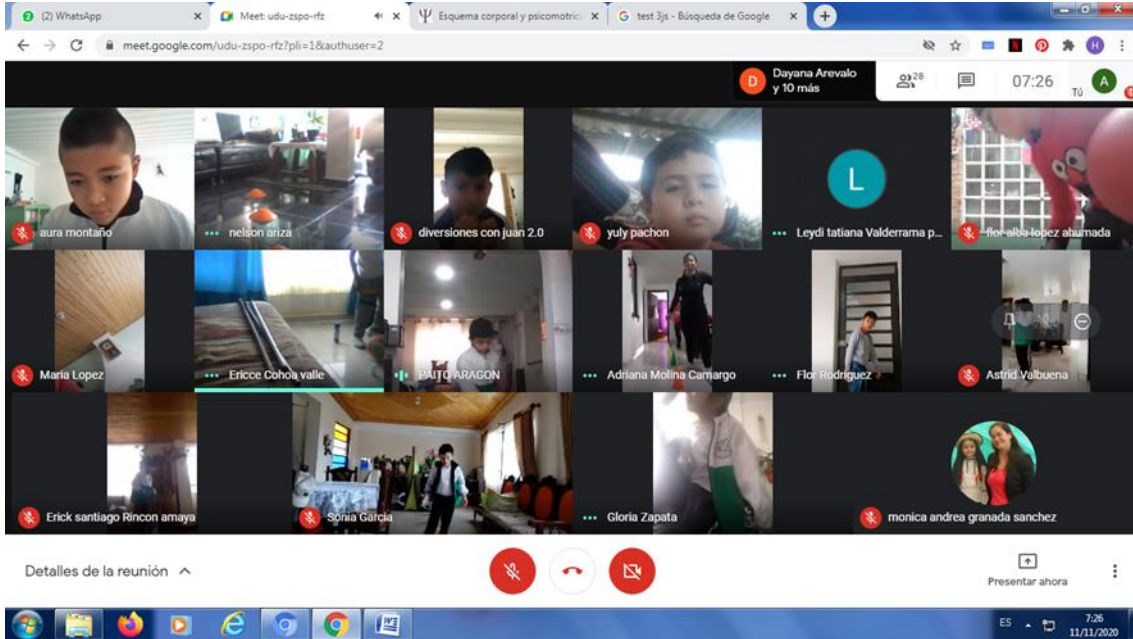 (2) WhatsApp
Meet: udu-zspo-rfz
Esquema corporal y psicomotric
test 3js - Búsqueda de Google
meet.google.com/udu-zspo-rfz?pli=1&authuser=2
H
D
Dayana Arevalo
y 10 más
28
07:26
Tú
A
aura montaño
nelson ariza
diversiones con juan 2.0
yuly pachon
L
Leydi tatiana Valderrama p...
flor alba lopez ahumada
Maria Lopez
Ericce Cohoa valle
PAITO ARAGON
Adriana Molina Camargo
Flor Rodriguez
Astrid Valbuena
Erick santiago Rincon amaya
Sonia Garcia
Gloria Zapata
monica andrea granada sanchez
Detalles de la reunión
Presentar ahora
ES
7:26
11/11/2020